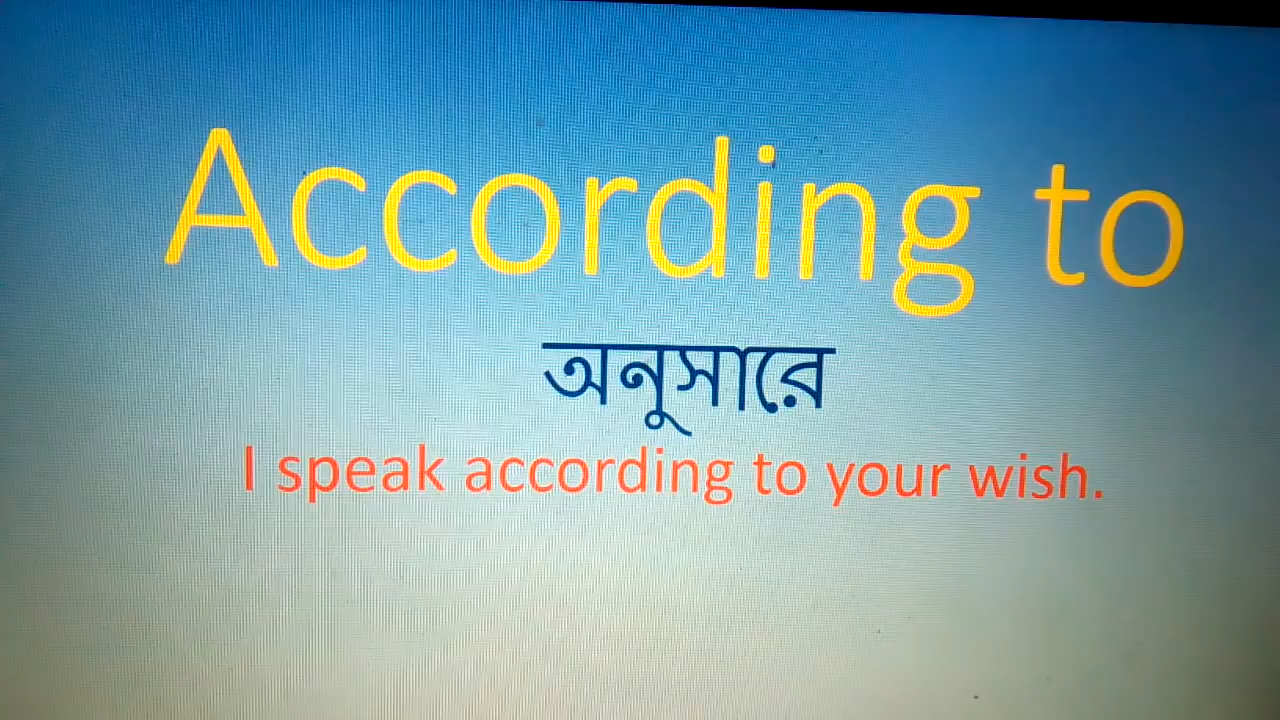 According to
অনুসারে
I speak according to your wish.